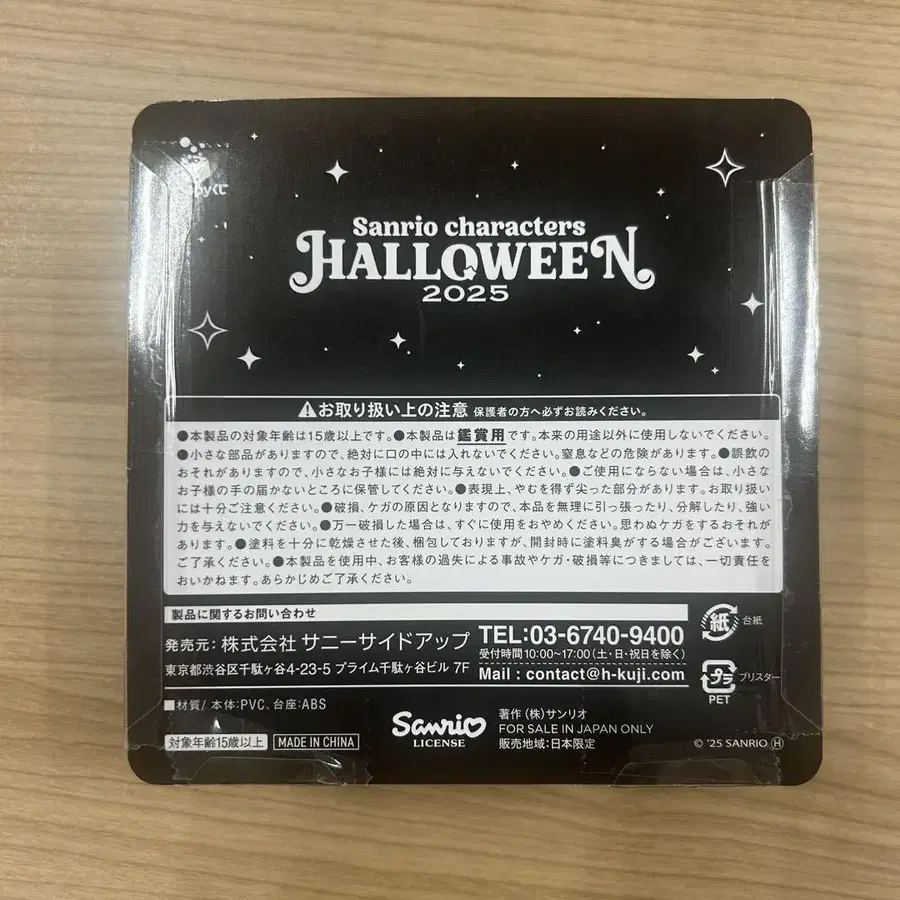 くじ
Sanrio characters
HALLOWEEN
2025
⚠お取り扱い上の注意 保護者の方へ必ずお読みください。
●本製品の対象年齢は15歳以上です。●本製品は鑑賞用です。本来の用途以外に使用しないでください。
●小さな部品がありますので、絶対に口の中には入れないでください。窒息などの危険があります。●誤飲の
おそれがありますので、小さなお子様には絶対に与えないでください。●ご使用にならない場合は、小さな
お子様の手の届かないところに保管してください。●表現上、やむを得ず尖った部分があります。お取り扱い
には十分ご注意ください。●破損、ケガの原因となりますので、本品を無理に引っ張ったり、分解したり、強い
力を与えないでください。●万一破損した場合は、すぐに使用をおやめください。思わぬケガをするおそれが
あります。●塗料を十分に乾燥させた後、梱包しておりますが、開封時に塗料臭がする場合がございます。
ご了承ください。●本製品を使用中、お客様の過失による事故やケガ・破損等につきましては、一切責任を
おいかねます。あらかじめご了承ください。
製品に関するお問い合わせ
発売元：株式会社 サニーサイドアップ
東京都渋谷区千駄ヶ谷4-23-5 プライム千駄ヶ谷ビル 7F
TEL:03-6740-9400
受付時間10:00~17:00（土・日・祝日を除く）
Mail : contact@h-kuji.com
紙 台紙
プラ ブリスター
PET
■材質/ 本体:PVC、台座:ABS
対象年齢15歳以上 MADE IN CHINA
Sanrio
LICENSE
著作（株）サンリオ
FOR SALE IN JAPAN ONLY
販売地域:日本限定
© '25 SANRIO Ⓗ